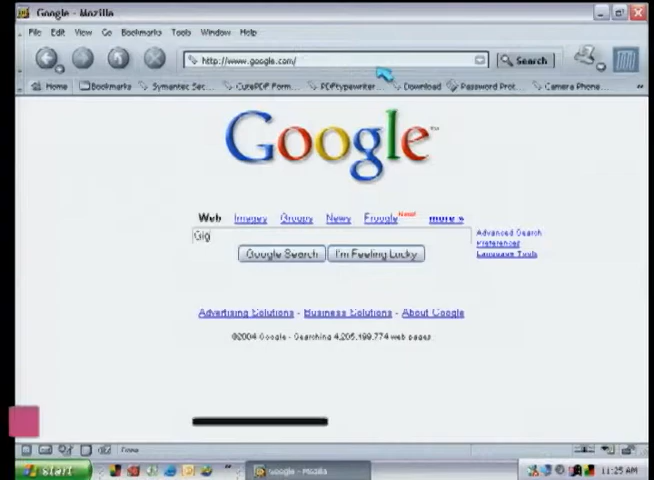 Google - Mozilla
File Edit View Go Bookmarks Tools Window Help
http://www.google.com/ Search
Home Bookmarks Symantec Sec... CutePDF Form... PDFtypewriter... Download Password Prot... Camera Phone...
Google™
Web Images Groups News Froogle New! more »
Gig
Advanced Search
Preferences
Language Tools
Google Search I'm Feeling Lucky
Advertising Solutions - Business Solutions - About Google
©2004 Google - Searching 4,285,199,774 web pages
Done
start Google - Mozilla 11:25 AM